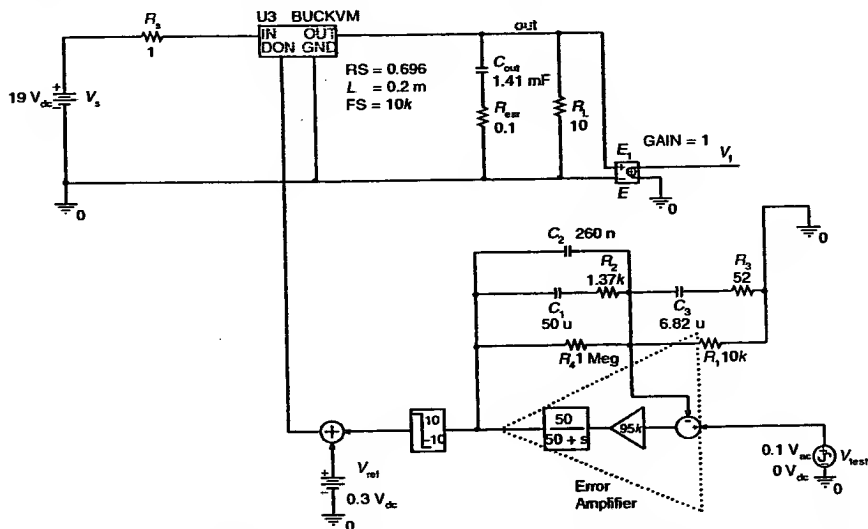 R_s
1
U3 BUCKVM
IN OUT
DON GND
out
RS = 0.696
L = 0.2 m
FS = 10k
C_out
1.41 mF
R_esr
0.1
R_L
10
19 V_dc
V_s
E_1
GAIN = 1
V_1
E
0
0
0
C_2 260 n
R_2
1.37k
R_3
52
C_1
50 u
C_3
6.82 u
R_4 1 Meg
R_1 10k
10
-10
50
50 + s
95k
V_ref
0.3 V_dc
0
Error
Amplifier
0.1 V_ac
0 V_dc
V_test
0